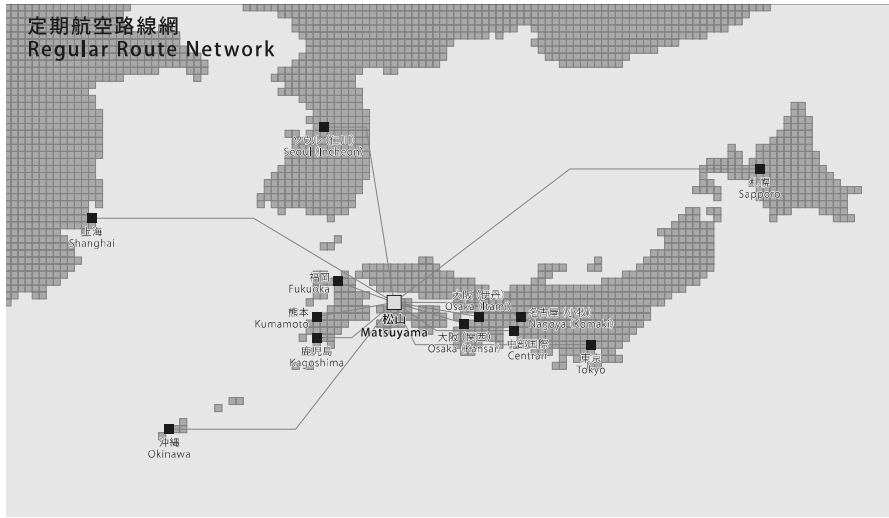 定期航空路線網
Regular Route Network
ソウル (仁川)
Seoul (Incheon)
札幌
Sapporo
上海
Shanghai
福岡
Fukuoka
大阪 (伊丹)
Osaka (Itami)
熊本
Kumamoto
松山
Matsuyama
名古屋 (小牧)
Nagoya (Komaki)
大阪 (関西)
Osaka (Kansai)
中部国際
Centrair
鹿児島
Kagoshima
東京
Tokyo
沖縄
Okinawa